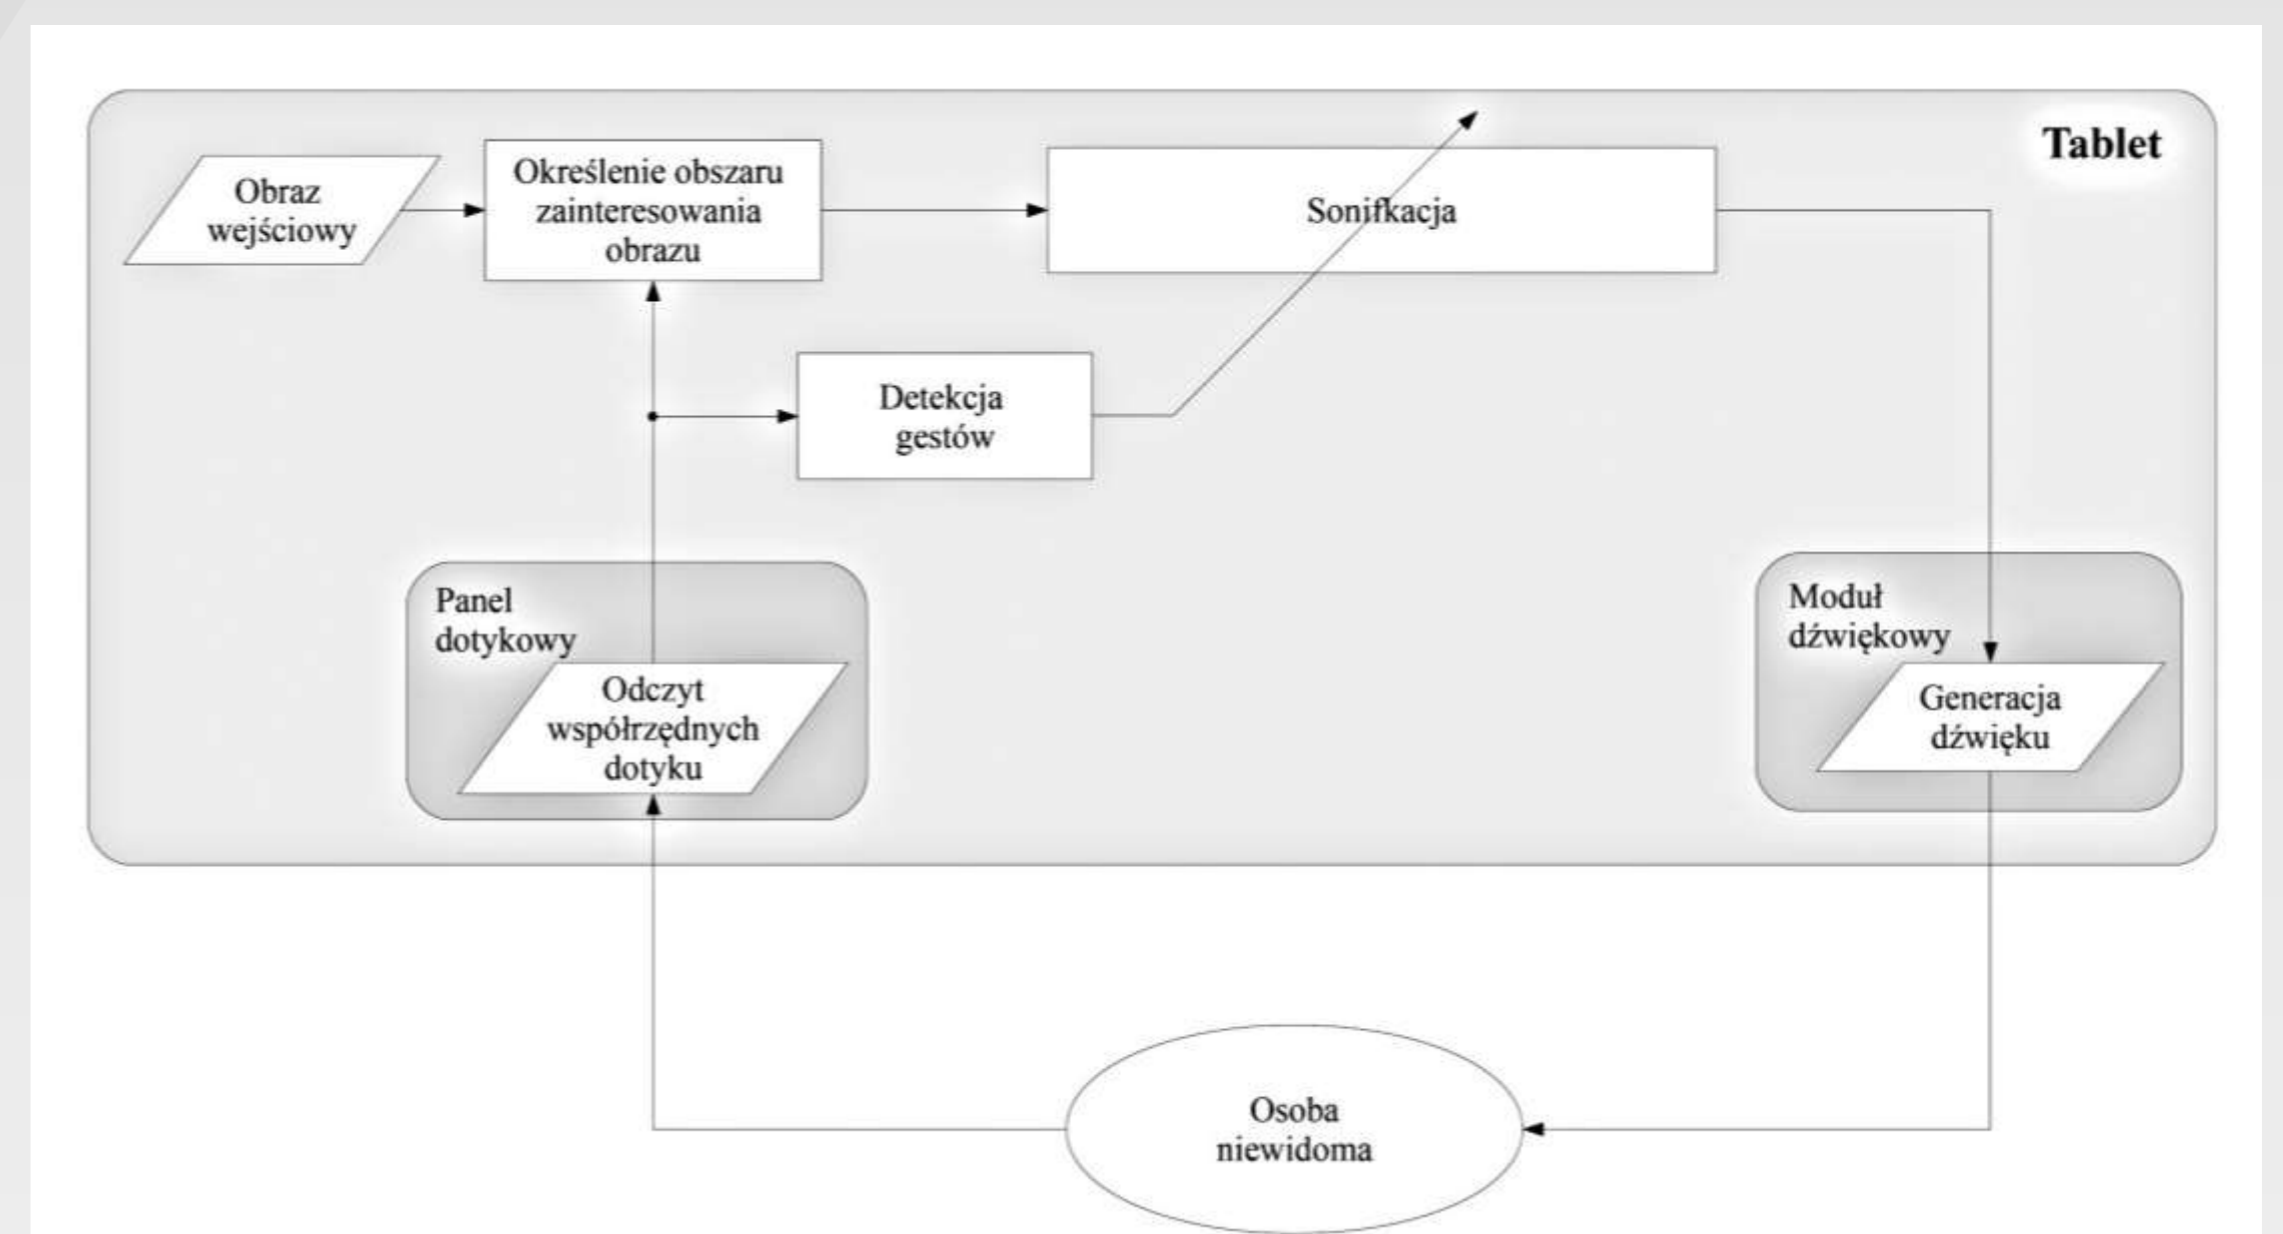 Tablet
Obraz
wejściowy
Określenie obszaru
zainteresowania
obrazu
Sonifkacja
Detekcja
gestów
Panel
dotykowy
Odczyt
współrzędnych
dotyku
Moduł
dźwiękowy
Generacja
dźwięku
Osoba
niewidoma